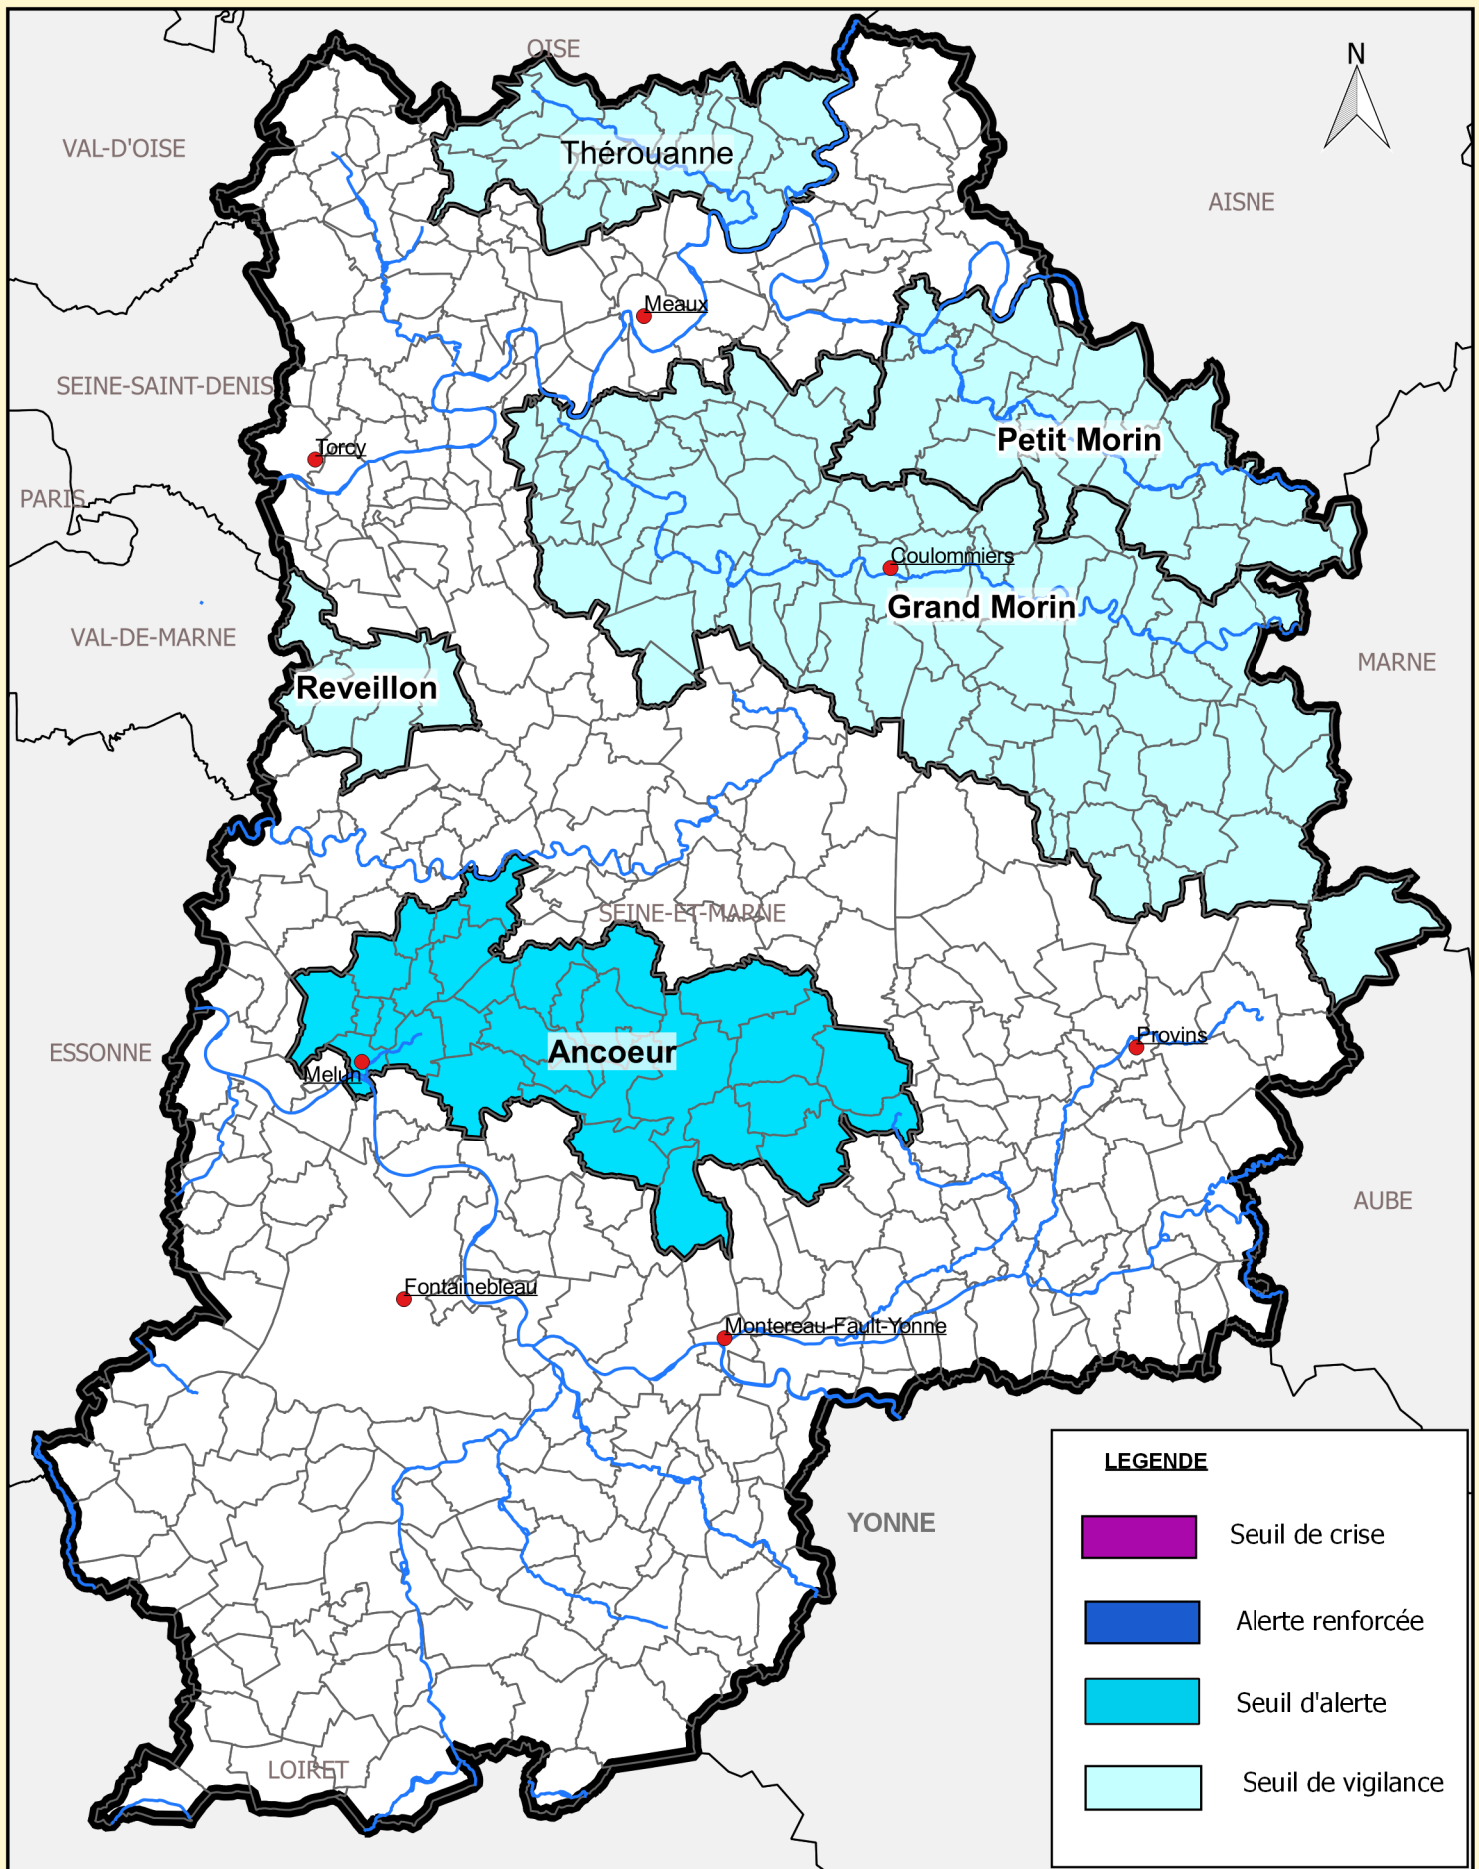 OISE
N
VAL-D'OISE
Thérouanne
AISNE
Meaux
SEINE-SAINT-DENIS
Petit Morin
Torcy
PARIS
Coulommiers
Grand Morin
VAL-DE-MARNE
MARNE
Reveillon
SEINE-ET-MARNE
Provins
ESSONNE
Ancoeur
Melun
AUBE
Fontainebleau
Montereau-Fault-Yonne
YONNE
LOIRET
LEGENDE
Seuil de crise
Alerte renforcée
Seuil d'alerte
Seuil de vigilance